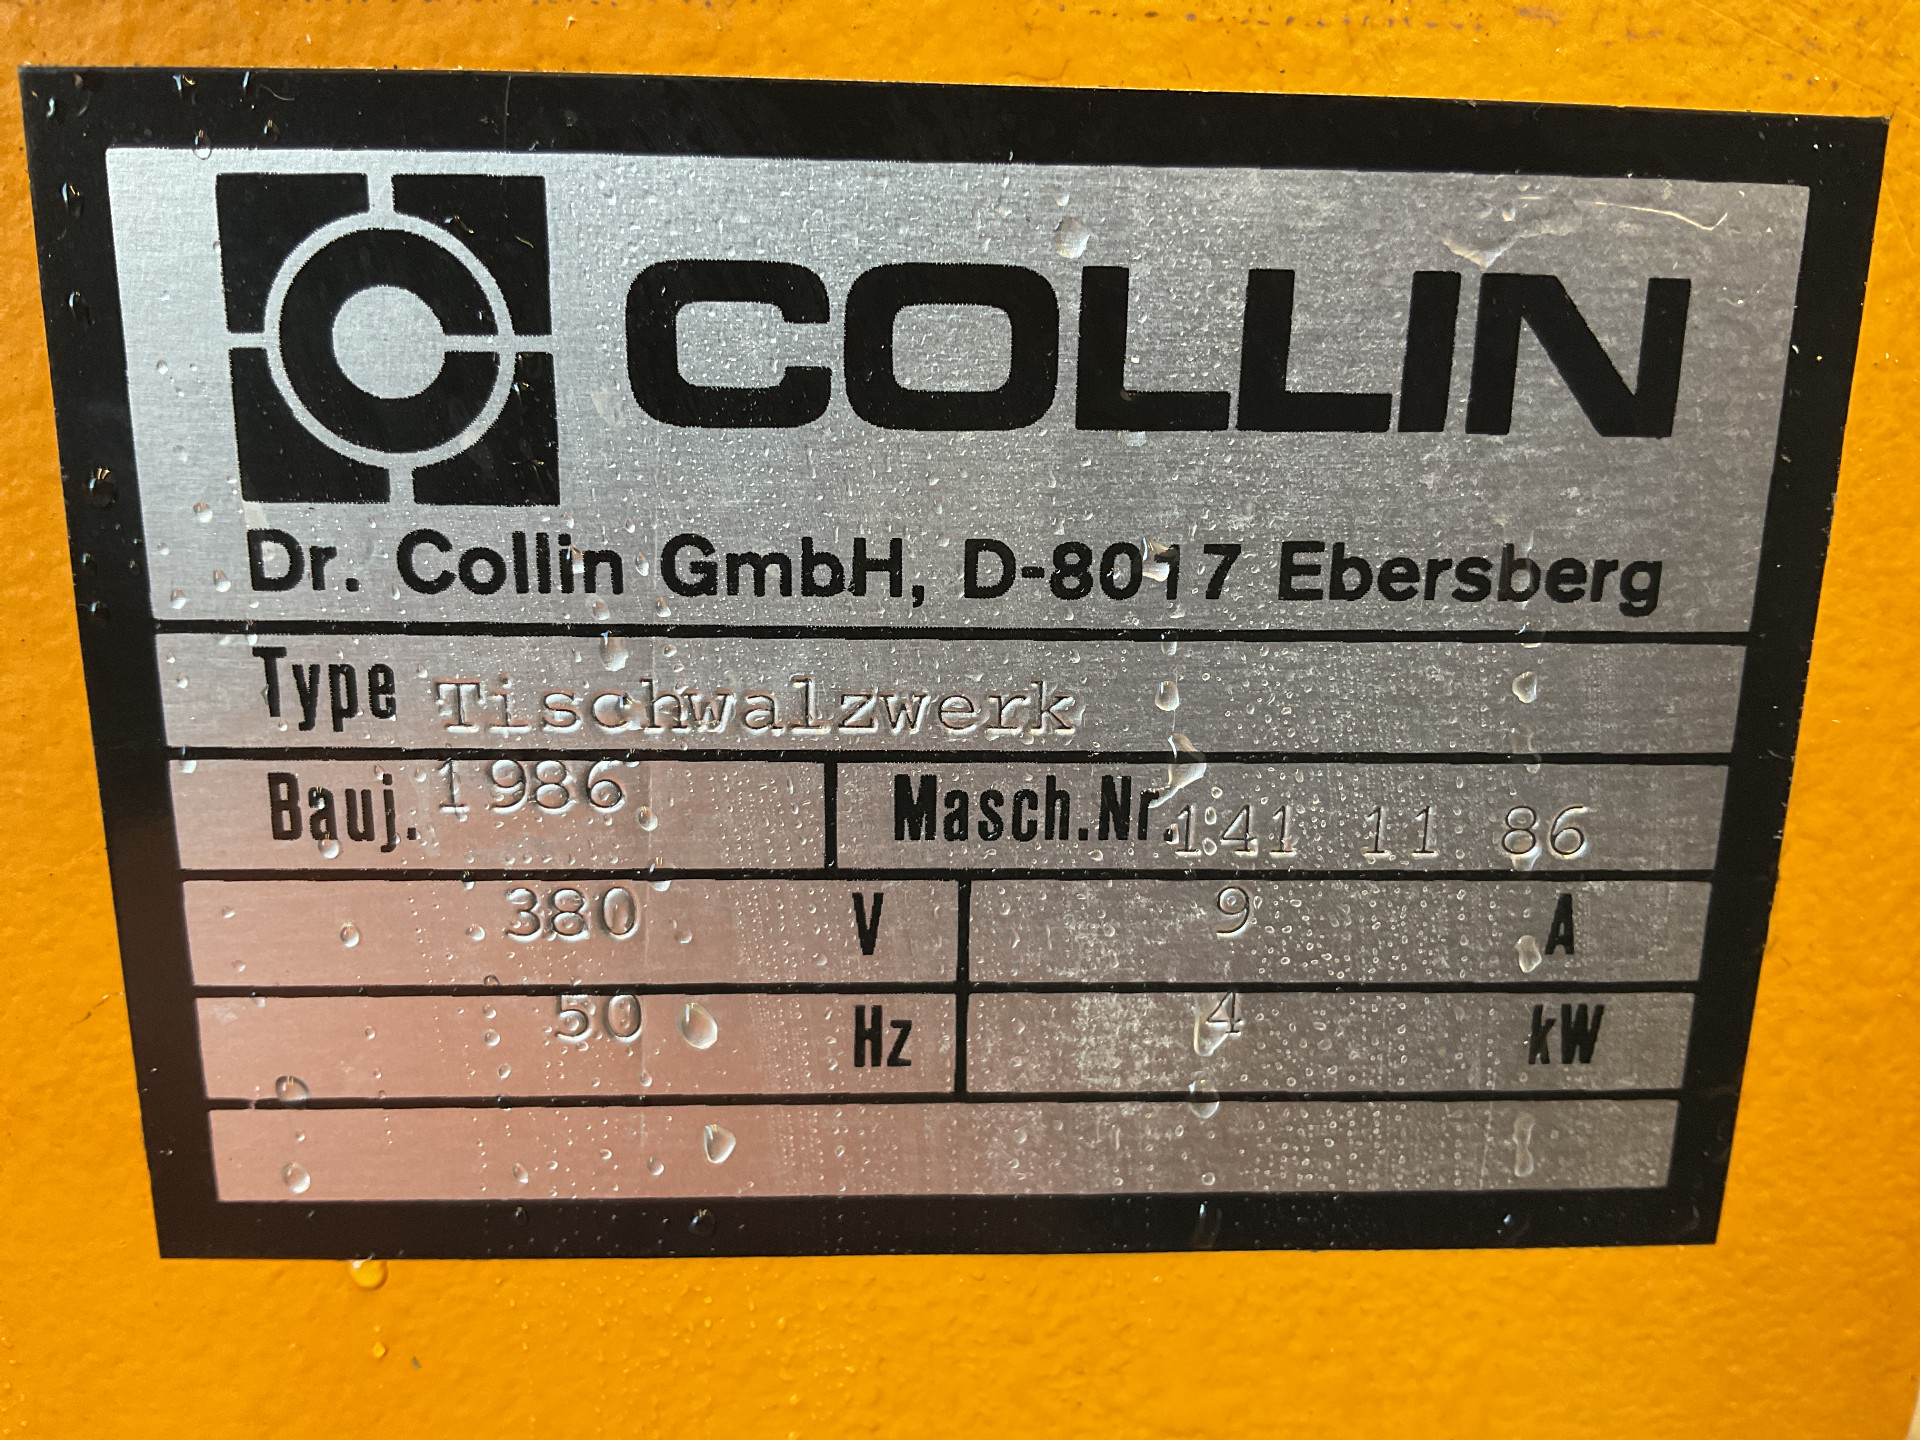 COLLIN
Dr. Collin GmbH, D-8017 Ebersberg
Type Tischwalzwerk
Bauj. 1986 Masch.Nr. 141 11 86
380 V 9 A
50 Hz 4 kW